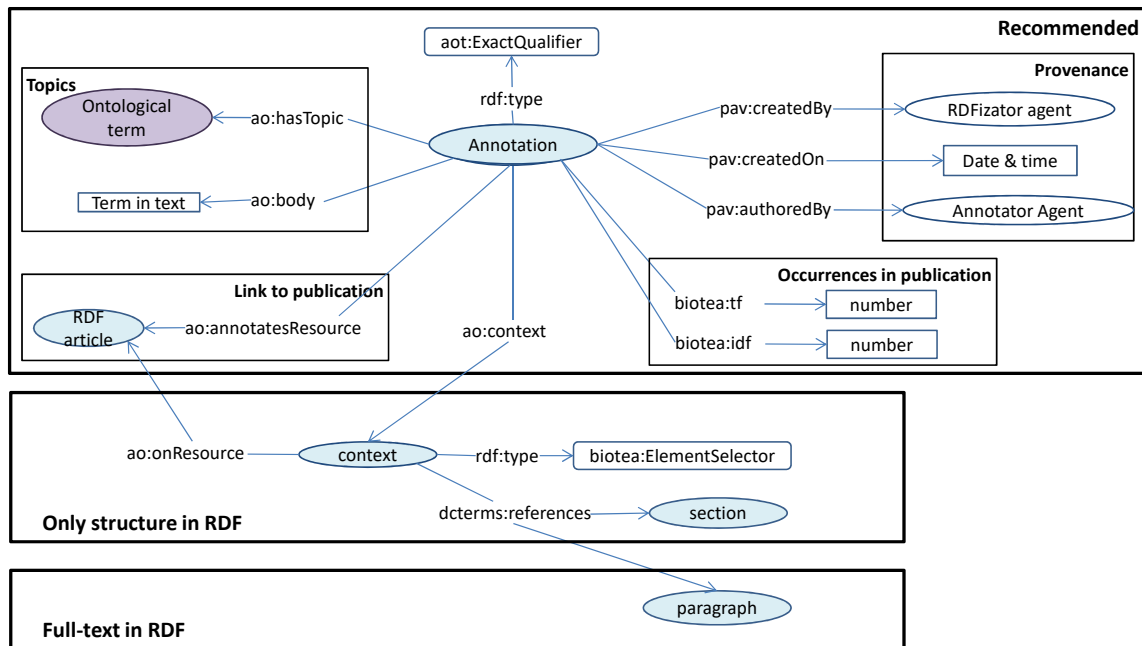 Recommended
aot:ExactQualifier
Topics
Provenance
Ontological
term
ao:hasTopic
rdf:type
Annotation
pav:createdBy
RDFizator agent
pav:createdOn
Date & time
Term in text
ao:body
pav:authoredBy
Annotator Agent
Link to publication
Occurrences in publication
RDF
article
ao:annotatesResource
ao:context
biotea:tf
number
biotea:idf
number
ao:onResource
context
rdf:type
biotea:ElementSelector
dcterms:references
section
Only structure in RDF
paragraph
Full-text in RDF